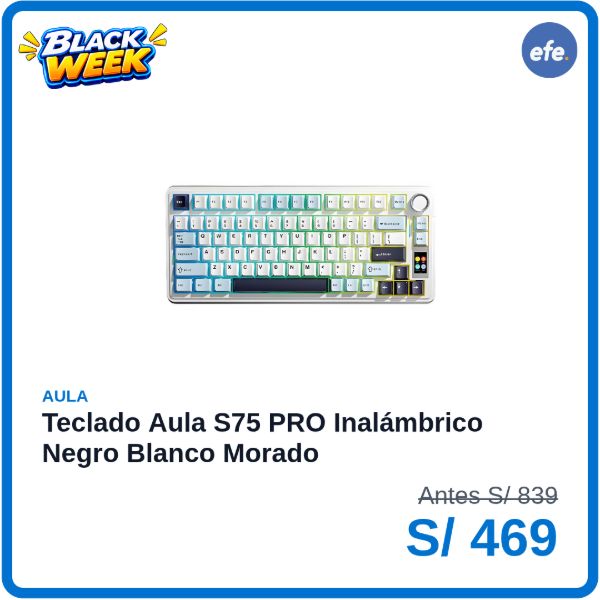 BLACK
WEEK
efe.
AULA
Teclado Aula S75 PRO Inalámbrico
Negro Blanco Morado
Antes S/ 839
S/ 469